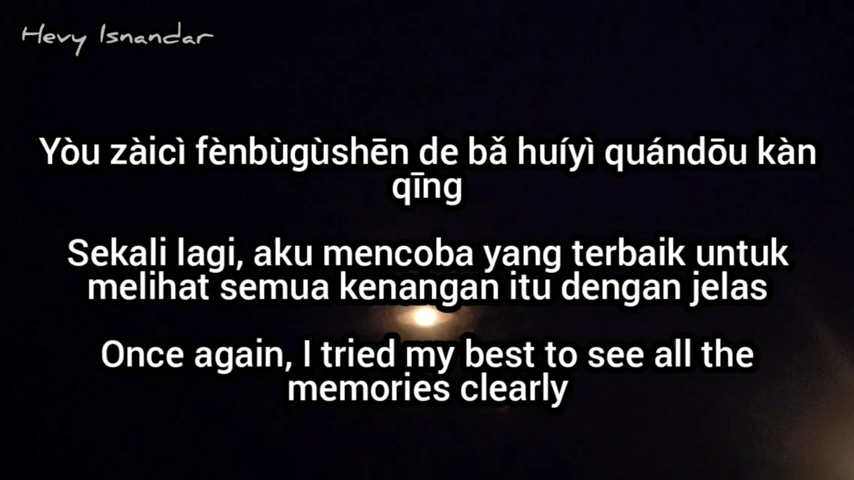 Hevy Isnandar
Yòu zàicì fènbùgùshēn de bǎ huíyì quándōu kàn
qīng
Sekali lagi, aku mencoba yang terbaik untuk
melihat semua kenangan itu dengan jelas
Once again, I tried my best to see all the
memories clearly